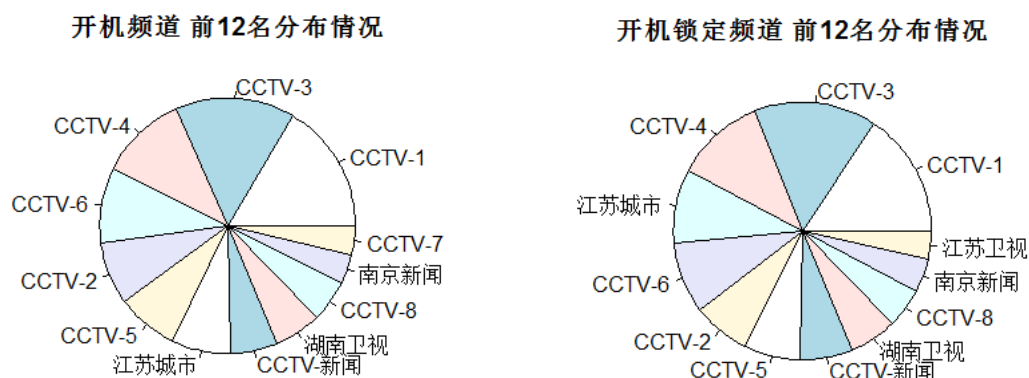 开机频道 前12名分布情况
CCTV-3
CCTV-4
CCTV-1
CCTV-6
CCTV-7
CCTV-2
南京新闻
CCTV-8
CCTV-5
湖南卫视
江苏城市
CCTV-新闻
开机锁定频道 前12名分布情况
CCTV-3
CCTV-4
CCTV-1
江苏城市
江苏卫视
CCTV-6
南京新闻
CCTV-8
CCTV-2
湖南卫视
CCTV-5
CCTV-新闻